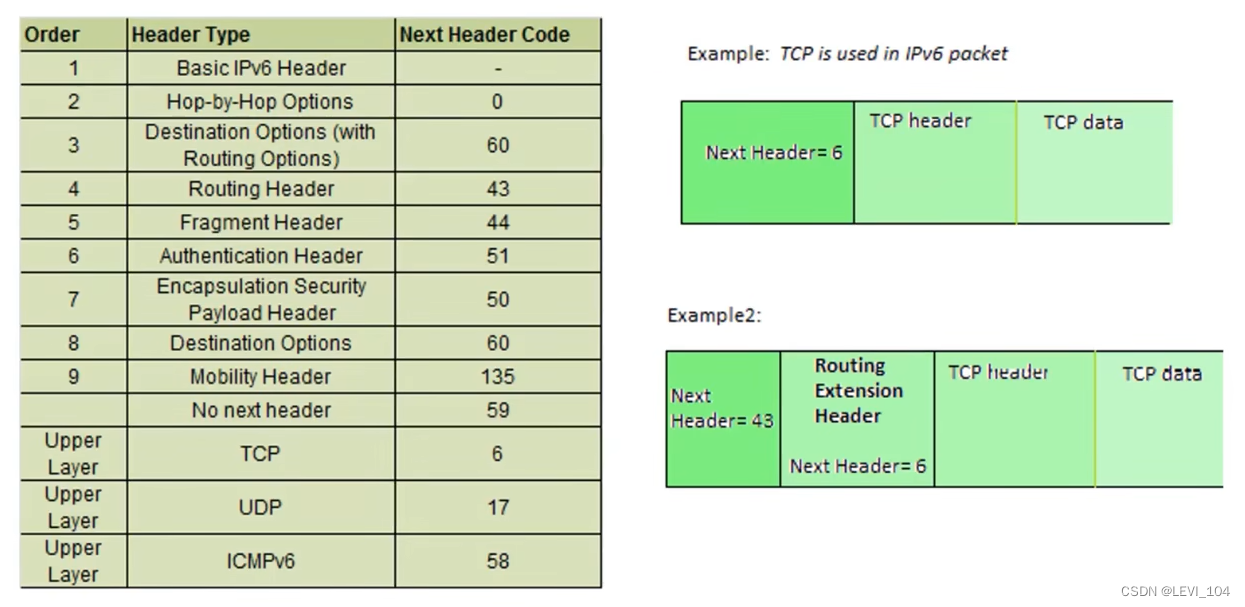 Order Header Type Next Header Code
1 Basic IPv6 Header -
2 Hop-by-Hop Options 0
3 Destination Options (with Routing Options) 60
4 Routing Header 43
5 Fragment Header 44
6 Authentication Header 51
7 Encapsulation Security Payload Header 50
8 Destination Options 60
9 Mobility Header 135
No next header 59
Upper Layer TCP 6
Upper Layer UDP 17
Upper Layer ICMPv6 58
Example: TCP is used in IPv6 packet
Next Header= 6
TCP header
TCP data
Example2:
Next
Header= 43
Routing
Extension
Header
Next Header= 6
TCP header
TCP data
CSDN @LEVI_104